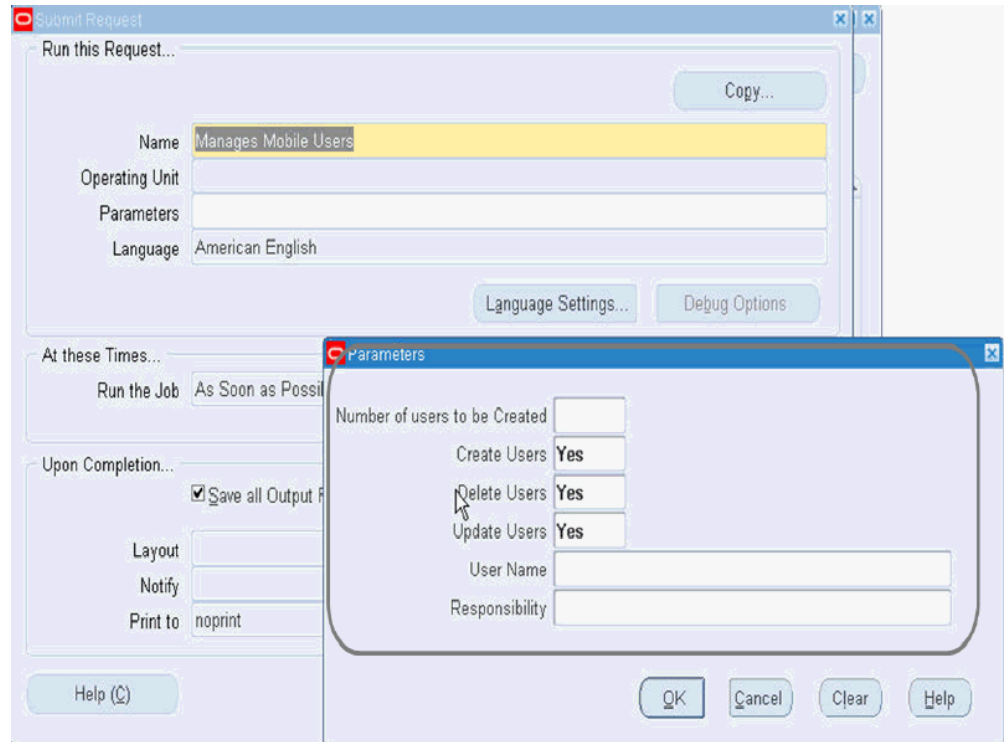 Submit Request
Run this Request...
Copy...
Name Manages Mobile Users
Operating Unit
Parameters
Language American English
Language Settings... Debug Options
At these Times...
Run the Job As Soon as Possi
Upon Completion...
Save all Output F
Layout
Notify
Print to noprint
Help (C)
Parameters
Number of users to be Created
Create Users Yes
Delete Users Yes
Update Users Yes
User Name
Responsibility
OK Cancel Clear Help